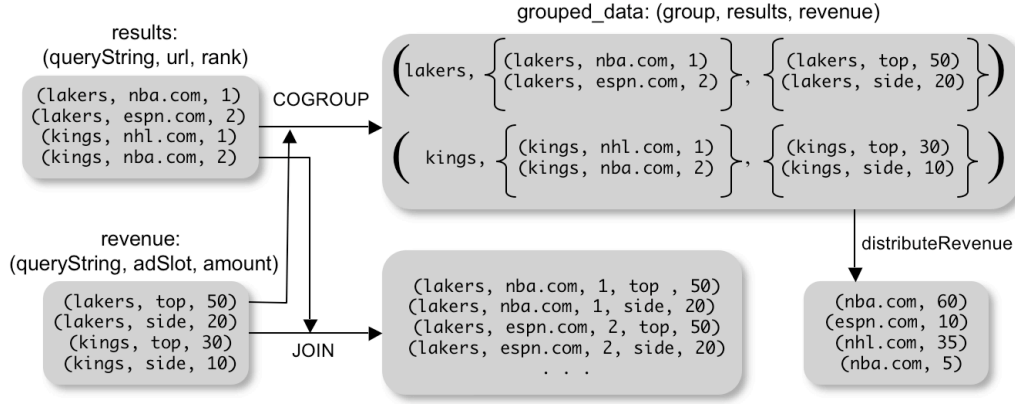 grouped_data: (group, results, revenue)
results:
(queryString, url, rank)
(lakers, nba.com, 1)
(lakers, espn.com, 2)
(kings, nhl.com, 1)
(kings, nba.com, 2)
COGROUP
(lakers, {(lakers, nba.com, 1)
(lakers, espn.com, 2)}, {(lakers, top, 50)
(lakers, side, 20)})
( kings, {(kings, nhl.com, 1)
(kings, nba.com, 2)}, {(kings, top, 30)
(kings, side, 10)})
distributeRevenue
revenue:
(queryString, adSlot, amount)
(lakers, top, 50)
(lakers, side, 20)
(kings, top, 30)
(kings, side, 10)
JOIN
(lakers, nba.com, 1, top , 50)
(lakers, nba.com, 1, side, 20)
(lakers, espn.com, 2, top, 50)
(lakers, espn.com, 2, side, 20)
. . .
(nba.com, 60)
(espn.com, 10)
(nhl.com, 35)
(nba.com, 5)